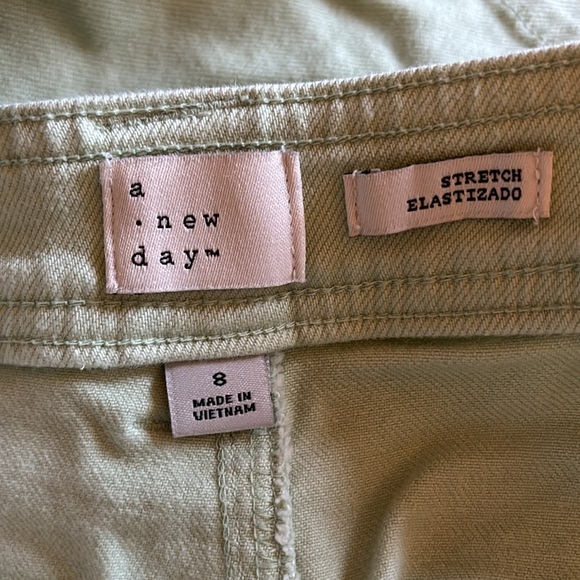 a
· new
day™
STRETCH
ELASTIZADO
8
MADE IN
VIETNAM